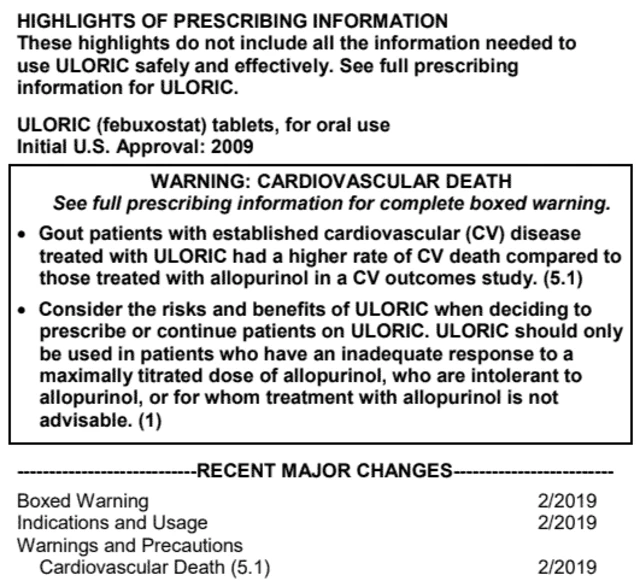 HIGHLIGHTS OF PRESCRIBING INFORMATION
These highlights do not include all the information needed to
use ULORIC safely and effectively. See full prescribing
information for ULORIC.
ULORIC (febuxostat) tablets, for oral use
Initial U.S. Approval: 2009
WARNING: CARDIOVASCULAR DEATH
See full prescribing information for complete boxed warning.
• Gout patients with established cardiovascular (CV) disease
treated with ULORIC had a higher rate of CV death compared to
those treated with allopurinol in a CV outcomes study. (5.1)
• Consider the risks and benefits of ULORIC when deciding to
prescribe or continue patients on ULORIC. ULORIC should only
be used in patients who have an inadequate response to a
maximally titrated dose of allopurinol, who are intolerant to
allopurinol, or for whom treatment with allopurinol is not
advisable. (1)
----------------------------RECENT MAJOR CHANGES-------------------------
Boxed Warning 2/2019
Indications and Usage 2/2019
Warnings and Precautions
Cardiovascular Death (5.1) 2/2019